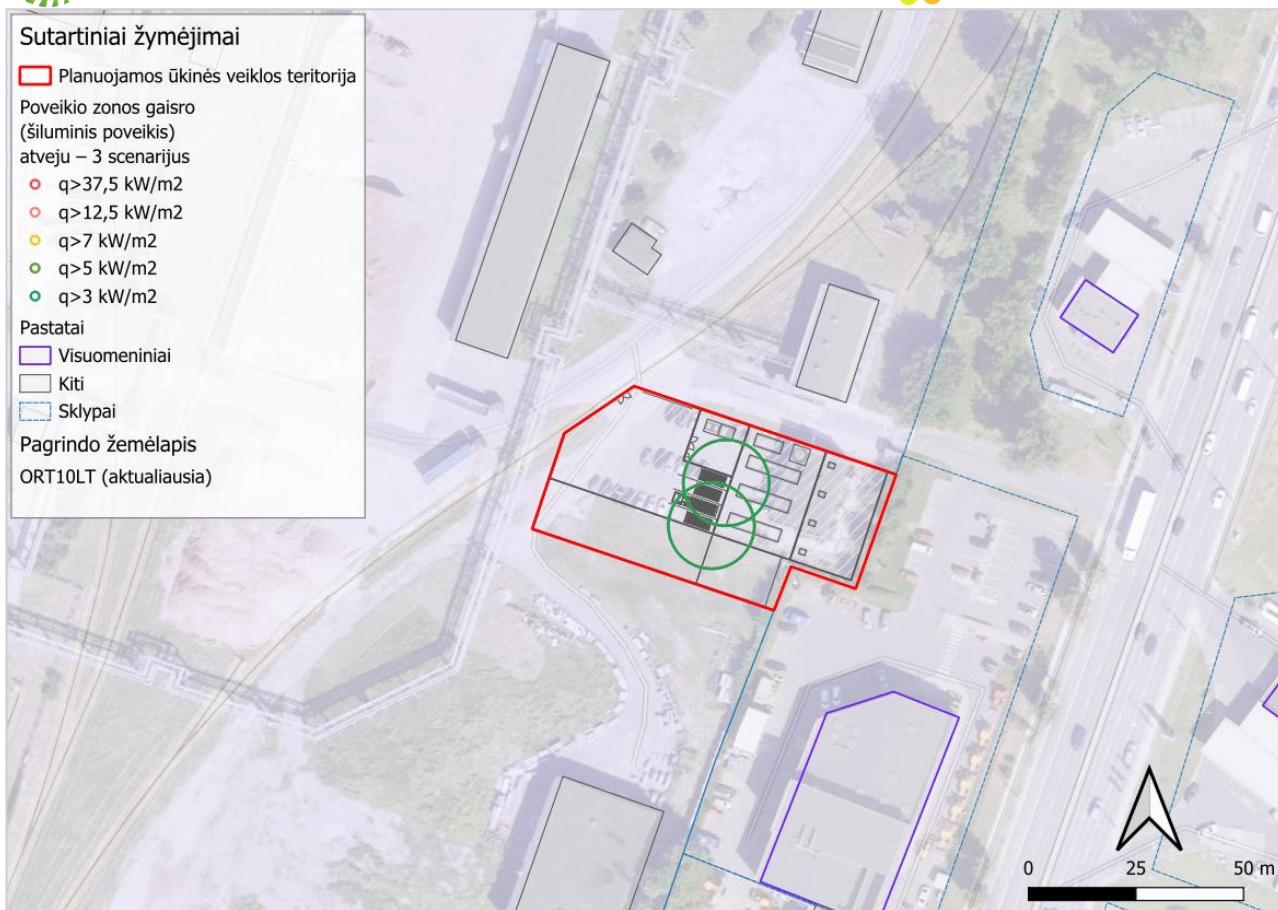 Sutartiniai žymėjimai
Planuojamos ūkinės veiklos teritorija
Poveikio zonos gaisro
(šiluminis poveikis)
atveju – 3 scenarijus
q>37,5 kW/m2
q>12,5 kW/m2
q>7 kW/m2
q>5 kW/m2
q>3 kW/m2
Pastatai
Visuomeniniai
Kiti
Sklypai
Pagrindo žemėlapis
ORT10LT (aktualiausia)
0 25 50 m